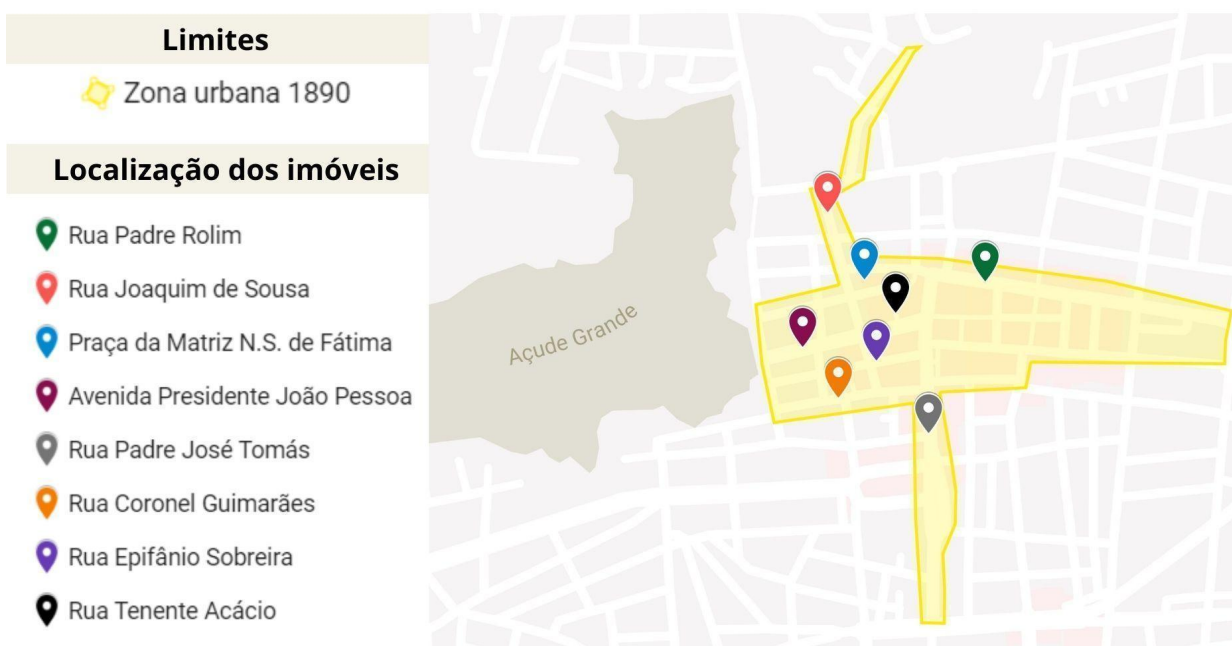 Limites
Zona urbana 1890
Localização dos imóveis
Rua Padre Rolim
Rua Joaquim de Sousa
Praça da Matriz N.S. de Fátima
Avenida Presidente João Pessoa
Rua Padre José Tomás
Rua Coronel Guimarães
Rua Epifânio Sobreira
Rua Tenente Acácio
Açude Grande